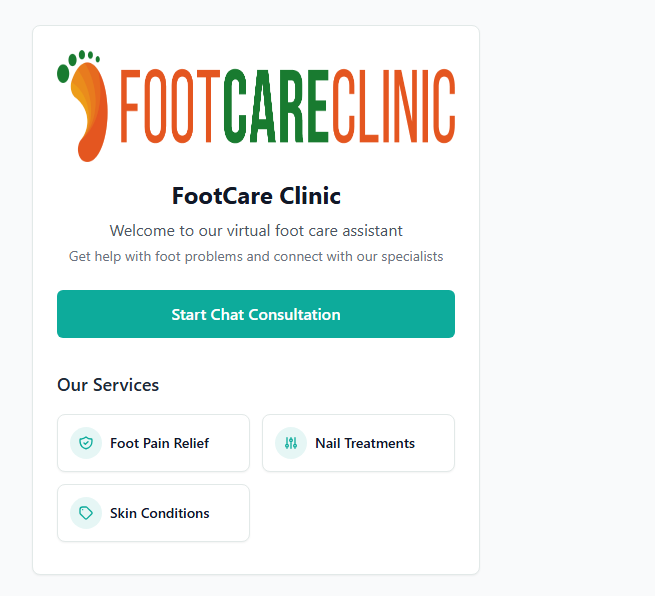 FOOTCARECLINIC
FootCare Clinic
Welcome to our virtual foot care assistant
Get help with foot problems and connect with our specialists
Start Chat Consultation
Our Services
Foot Pain Relief
Nail Treatments
Skin Conditions